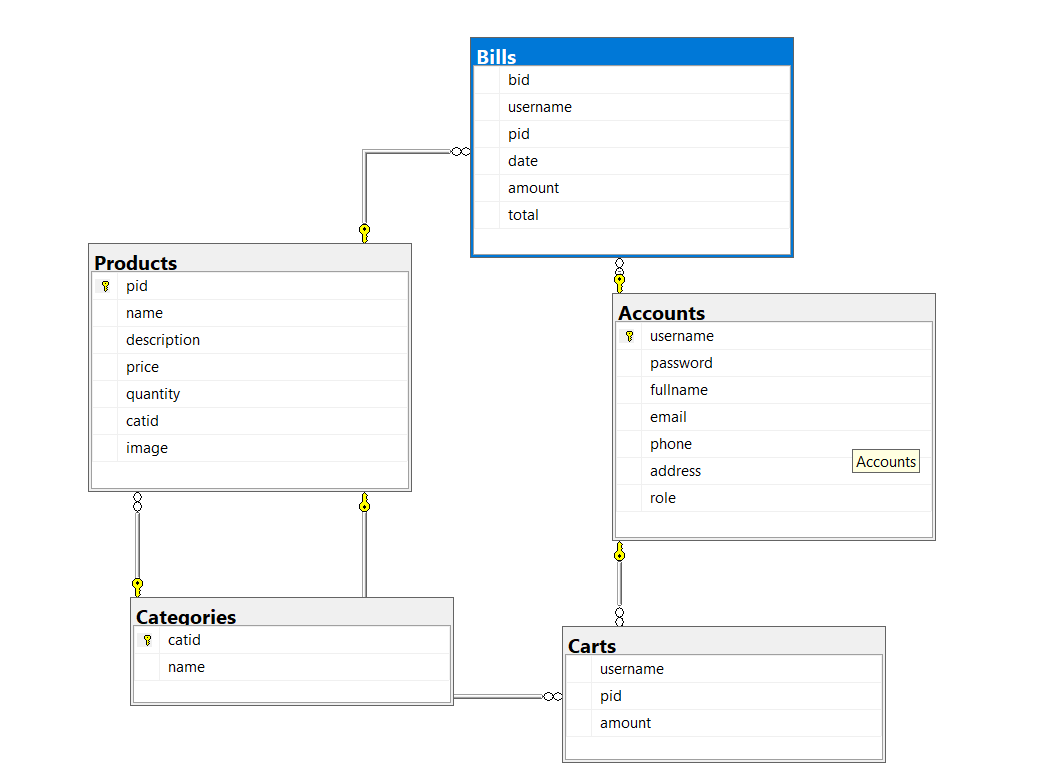 Bills
bid
username
pid
date
amount
total
Products
pid
name
description
price
quantity
catid
image
Accounts
username
password
fullname
email
phone
address
role
Accounts
Categories
catid
name
Carts
username
pid
amount